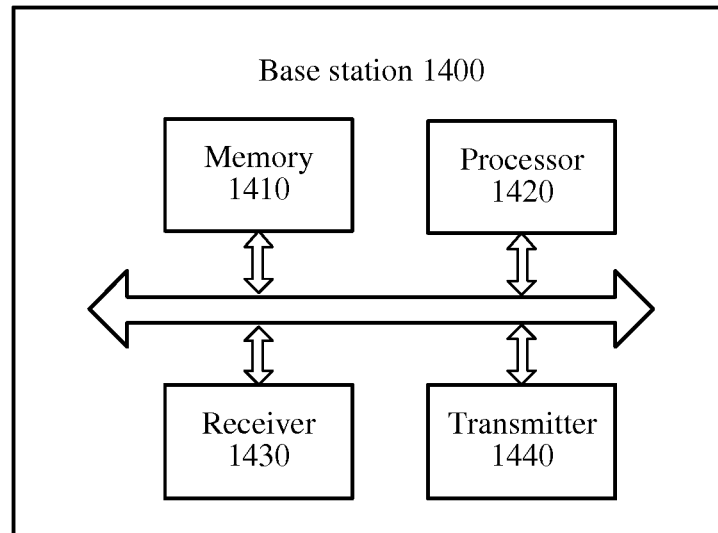 Base station 1400
Memory
1410
Processor
1420
Receiver
1430
Transmitter
1440